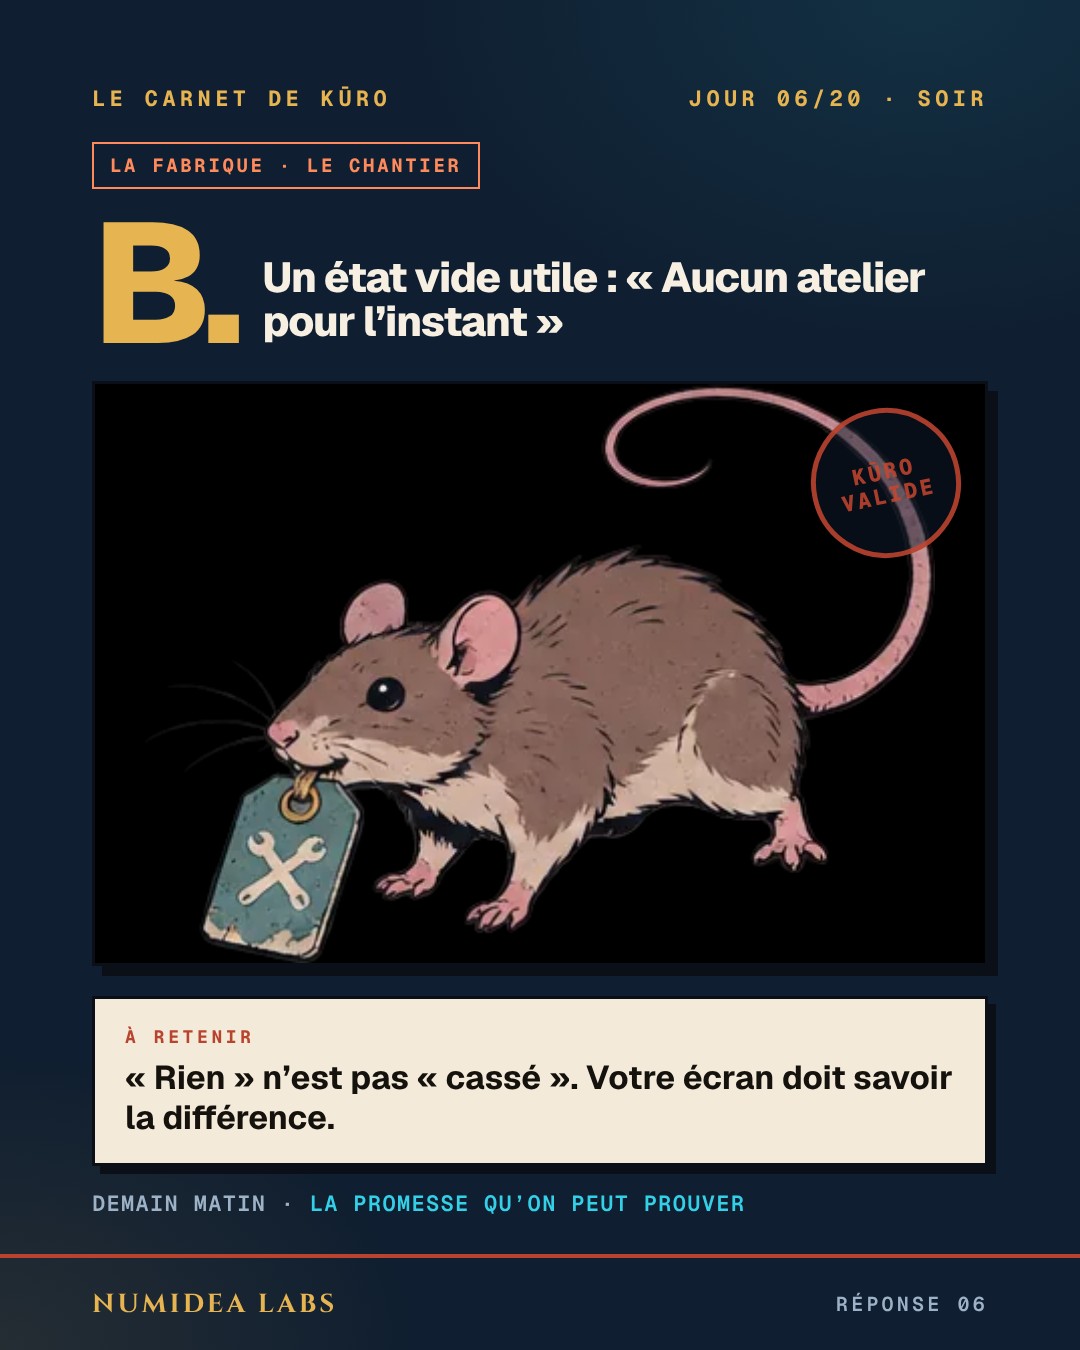 LE CARNET DE KŪRO
JOUR 06/20 · SOIR
LA FABRIQUE · LE CHANTIER
B.
Un état vide utile : « Aucun atelier
pour l’instant »
KŪRO
VALIDE
À RETENIR
« Rien » n’est pas « cassé ». Votre écran doit savoir
la différence.
DEMAIN MATIN · LA PROMESSE QU’ON PEUT PROUVER
NUMIDEA LABS
RÉPONSE 06